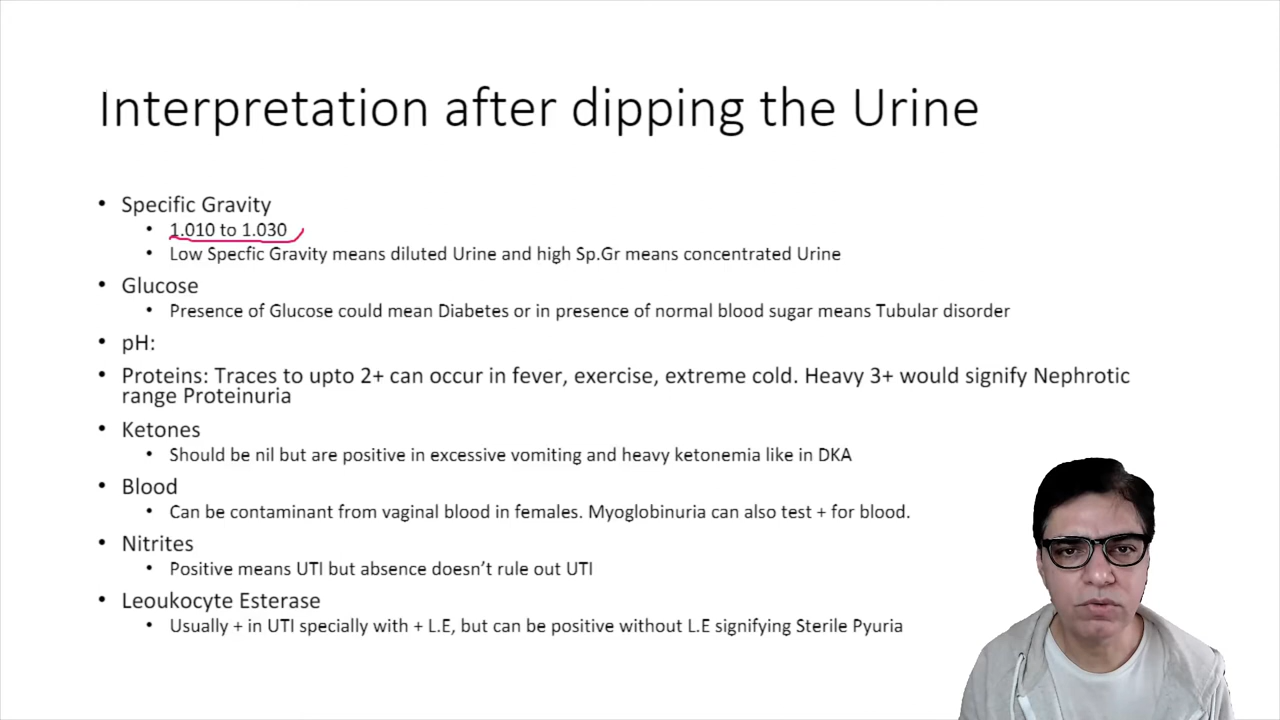 Interpretation after dipping the Urine
• Specific Gravity
• 1.010 to 1.030
• Low Specfic Gravity means diluted Urine and high Sp.Gr means concentrated Urine
• Glucose
• Presence of Glucose could mean Diabetes or in presence of normal blood sugar means Tubular disorder
• pH:
• Proteins: Traces to upto 2+ can occur in fever, exercise, extreme cold. Heavy 3+ would signify Nephrotic
range Proteinuria
• Ketones
• Should be nil but are positive in excessive vomiting and heavy ketonemia like in DKA
• Blood
• Can be contaminant from vaginal blood in females. Myoglobinuria can also test + for blood.
• Nitrites
• Positive means UTI but absence doesn’t rule out UTI
• Leoukocyte Esterase
• Usually + in UTI specially with + L.E, but can be positive without L.E signifying Sterile Pyuria